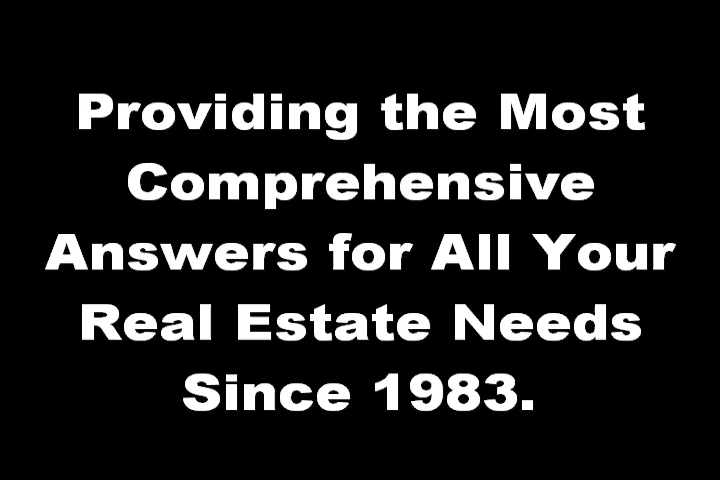 Providing the Most
Comprehensive
Answers for All Your
Real Estate Needs
Since 1983.